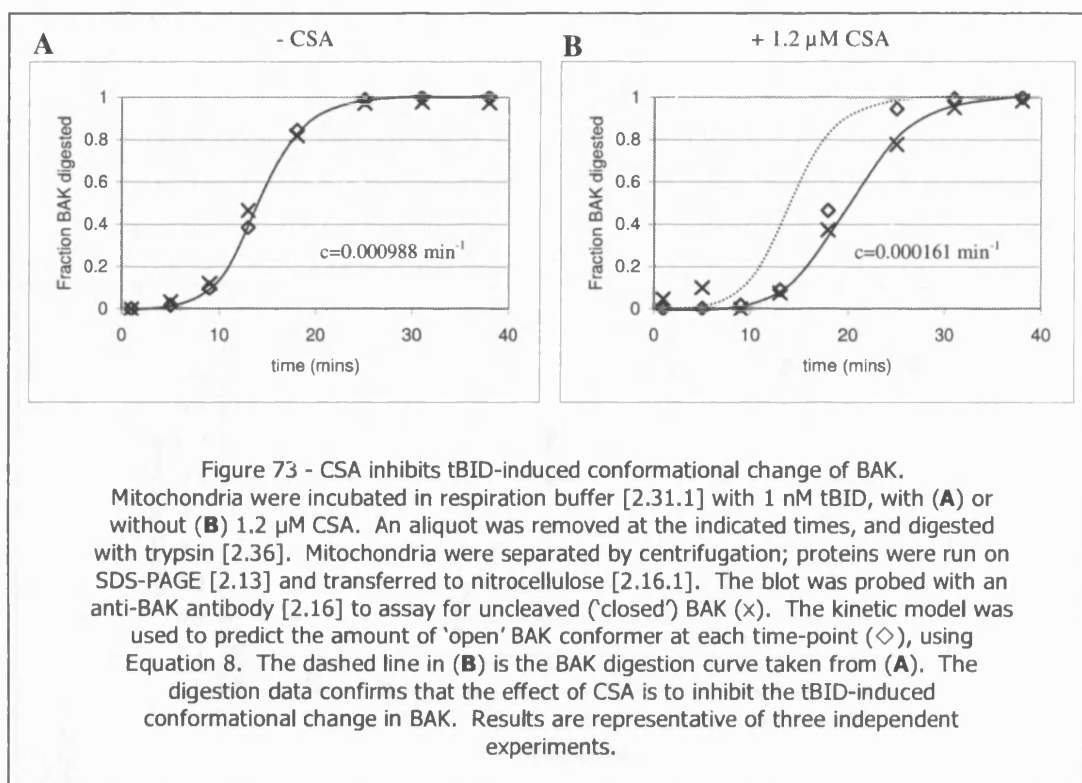 A - CSA
Fraction BAK digested
1
0.8
0.6
0.4
0.2
0
0 10 20 30 40
time (mins)
c=0.000988 min⁻¹
B + 1.2 µM CSA
Fraction BAK digested
1
0.8
0.6
0.4
0.2
0
0 10 20 30 40
time (mins)
c=0.000161 min⁻¹
Figure 73 - CSA inhibits tBID-induced conformational change of BAK.
Mitochondria were incubated in respiration buffer [2.31.1] with 1 nM tBID, with (A) or
without (B) 1.2 µM CSA. An aliquot was removed at the indicated times, and digested
with trypsin [2.36]. Mitochondria were separated by centrifugation; proteins were run on
SDS-PAGE [2.13] and transferred to nitrocellulose [2.16.1]. The blot was probed with an
anti-BAK antibody [2.16] to assay for uncleaved ('closed') BAK (×). The kinetic model was
used to predict the amount of 'open' BAK conformer at each time-point (◇), using
Equation 8. The dashed line in (B) is the BAK digestion curve taken from (A). The
digestion data confirms that the effect of CSA is to inhibit the tBID-induced
conformational change in BAK. Results are representative of three independent
experiments.